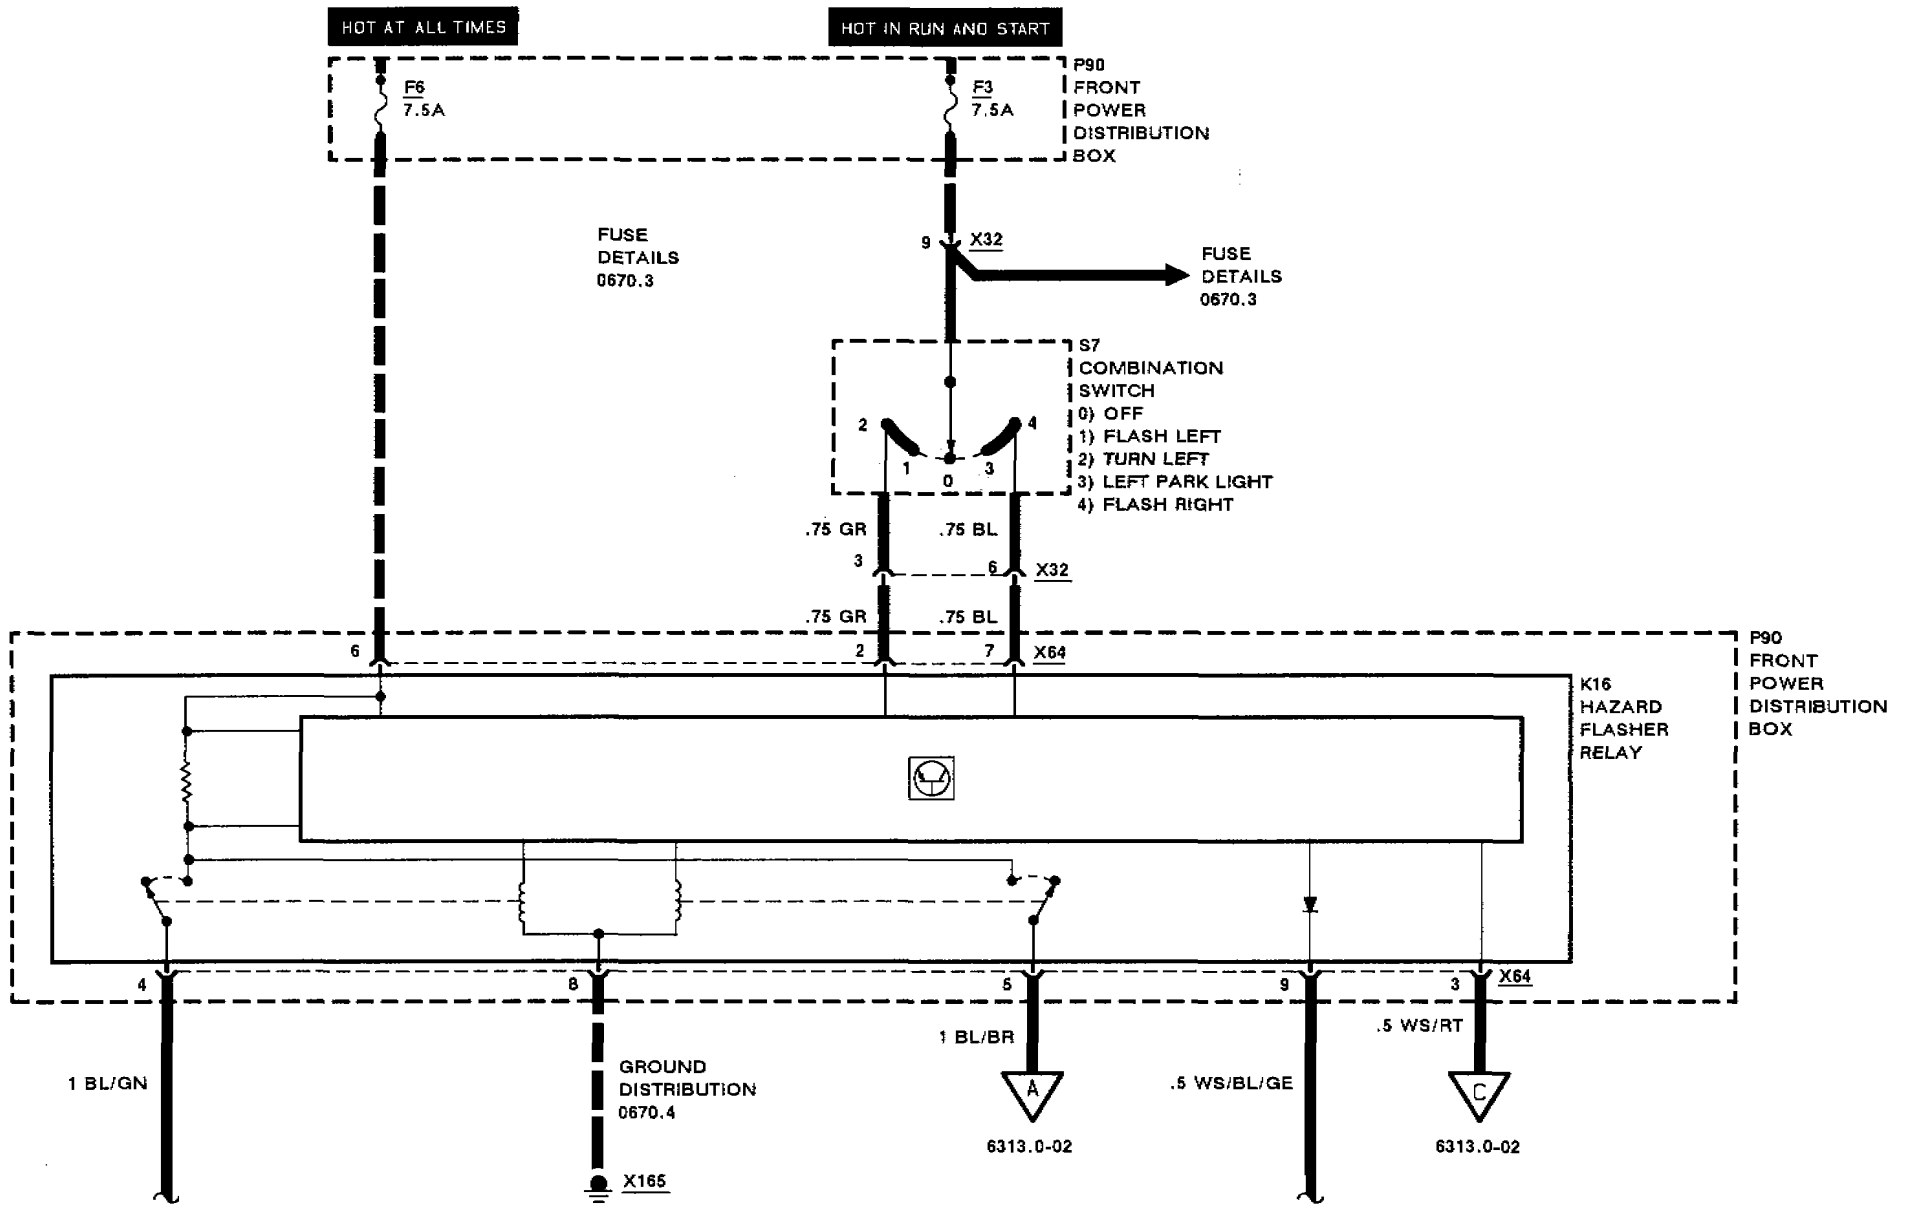 HOT AT ALL TIMES
HOT IN RUN AND START
F6
7.5A
F3
7.5A
P90
FRONT
POWER
DISTRIBUTION
BOX
FUSE
DETAILS
0670.3
9
X32
FUSE
DETAILS
0670.3
S7
COMBINATION
SWITCH
0) OFF
1) FLASH LEFT
2) TURN LEFT
3) LEFT PARK LIGHT
4) FLASH RIGHT
2
4
1
3
0
.75 GR
.75 BL
3
6
X32
.75 GR
.75 BL
6
2
7
X64
P90
FRONT
POWER
DISTRIBUTION
BOX
K16
HAZARD
FLASHER
RELAY
4
8
5
9
3
X64
1 BL/GN
GROUND
DISTRIBUTION
0670.4
X165
1 BL/BR
A
6313.0-02
.5 WS/BL/GE
.5 WS/RT
C
6313.0-02